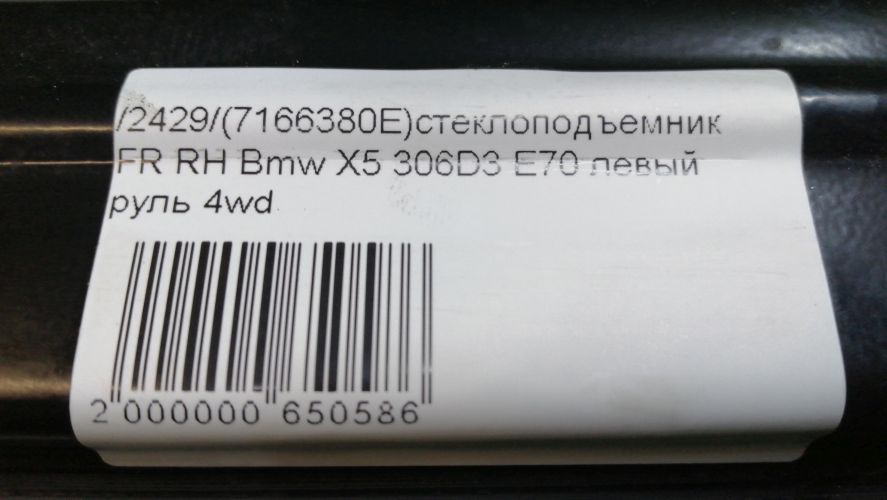 /2429/(7166380E)стеклоподъемник
FR RH Bmw X5 306D3 E70 левый
руль 4wd
2 000000 650586